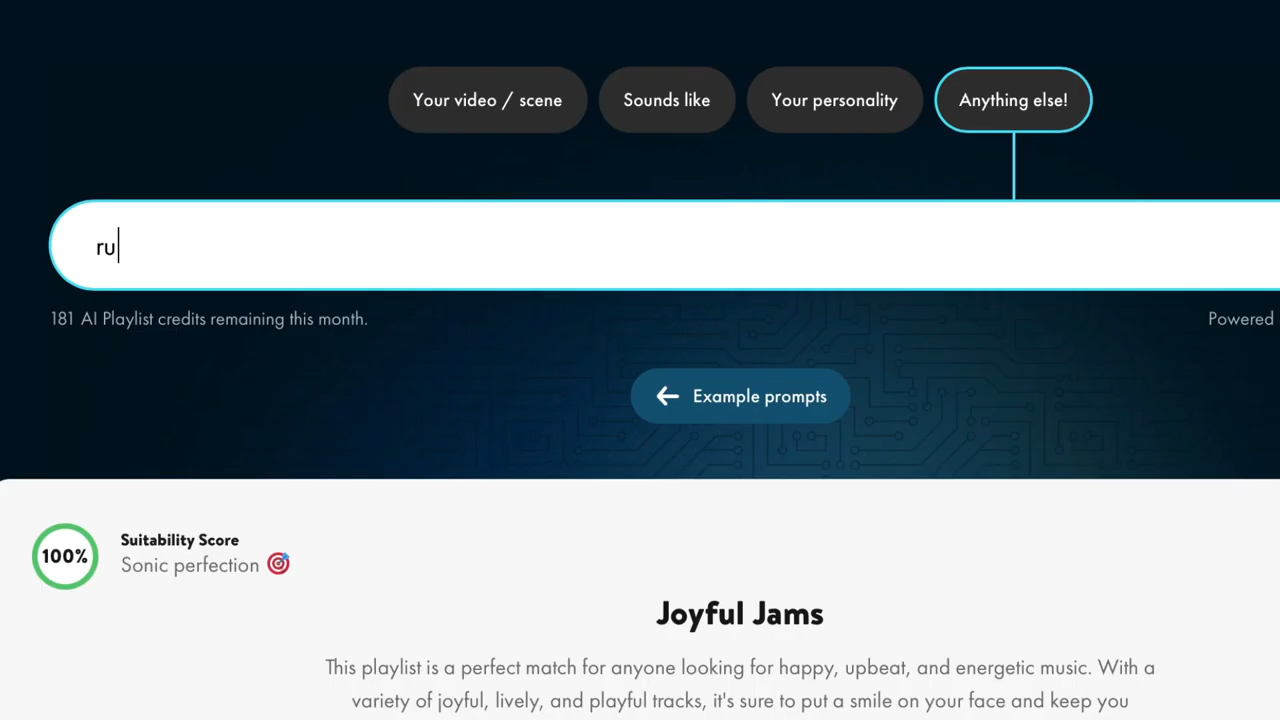 Your video / scene
Sounds like
Your personality
Anything else!
ru
181 AI Playlist credits remaining this month.
Powered
Example prompts
100%
Suitability Score
Sonic perfection 🎯
Joyful Jams
This playlist is a perfect match for anyone looking for happy, upbeat, and energetic music. With a
variety of joyful, lively, and playful tracks, it's sure to put a smile on your face and keep you